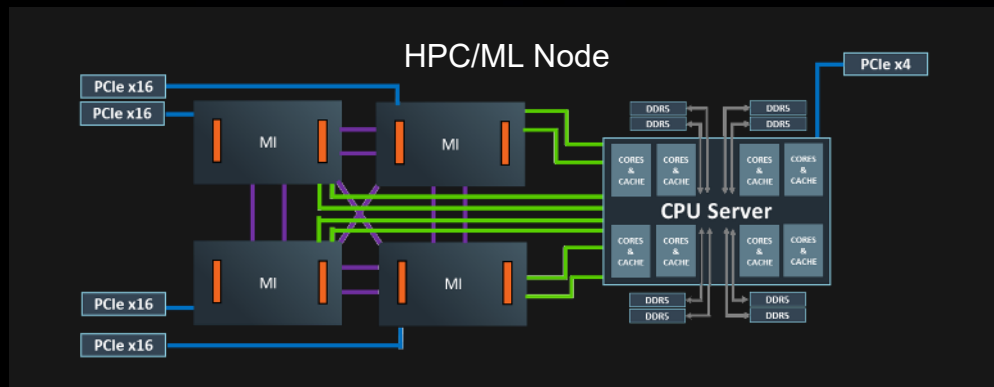 HPC/ML Node
PCIe x4
PCIe x16
PCIe x16
MI
MI
DDR5
DDR5
DDR5
DDR5
CORES
&
CACHE
CORES
&
CACHE
CORES
&
CACHE
CORES
&
CACHE
CPU Server
CORES
&
CACHE
CORES
&
CACHE
CORES
&
CACHE
CORES
&
CACHE
MI
MI
PCIe x16
PCIe x16
DDR5
DDR5
DDR5
DDR5